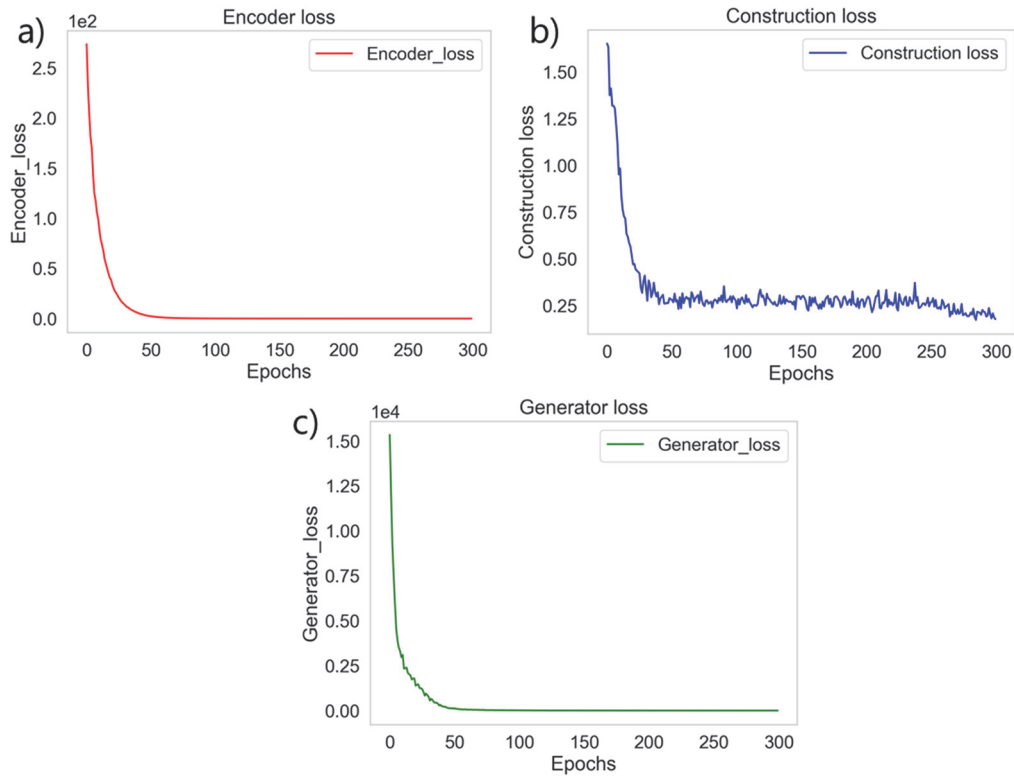 a)
1e2
Encoder loss
Encoder_loss
2.5
2.0
1.5
1.0
0.5
0.0
Encoder_loss
0 50 100 150 200 250 300
Epochs
b)
Construction loss
Construction loss
1.50
1.25
1.00
0.75
0.50
0.25
Construction loss
0 50 100 150 200 250 300
Epochs
c)
1e4
Generator loss
Generator_loss
1.50
1.25
1.00
0.75
0.50
0.25
0.00
Generator_loss
0 50 100 150 200 250 300
Epochs